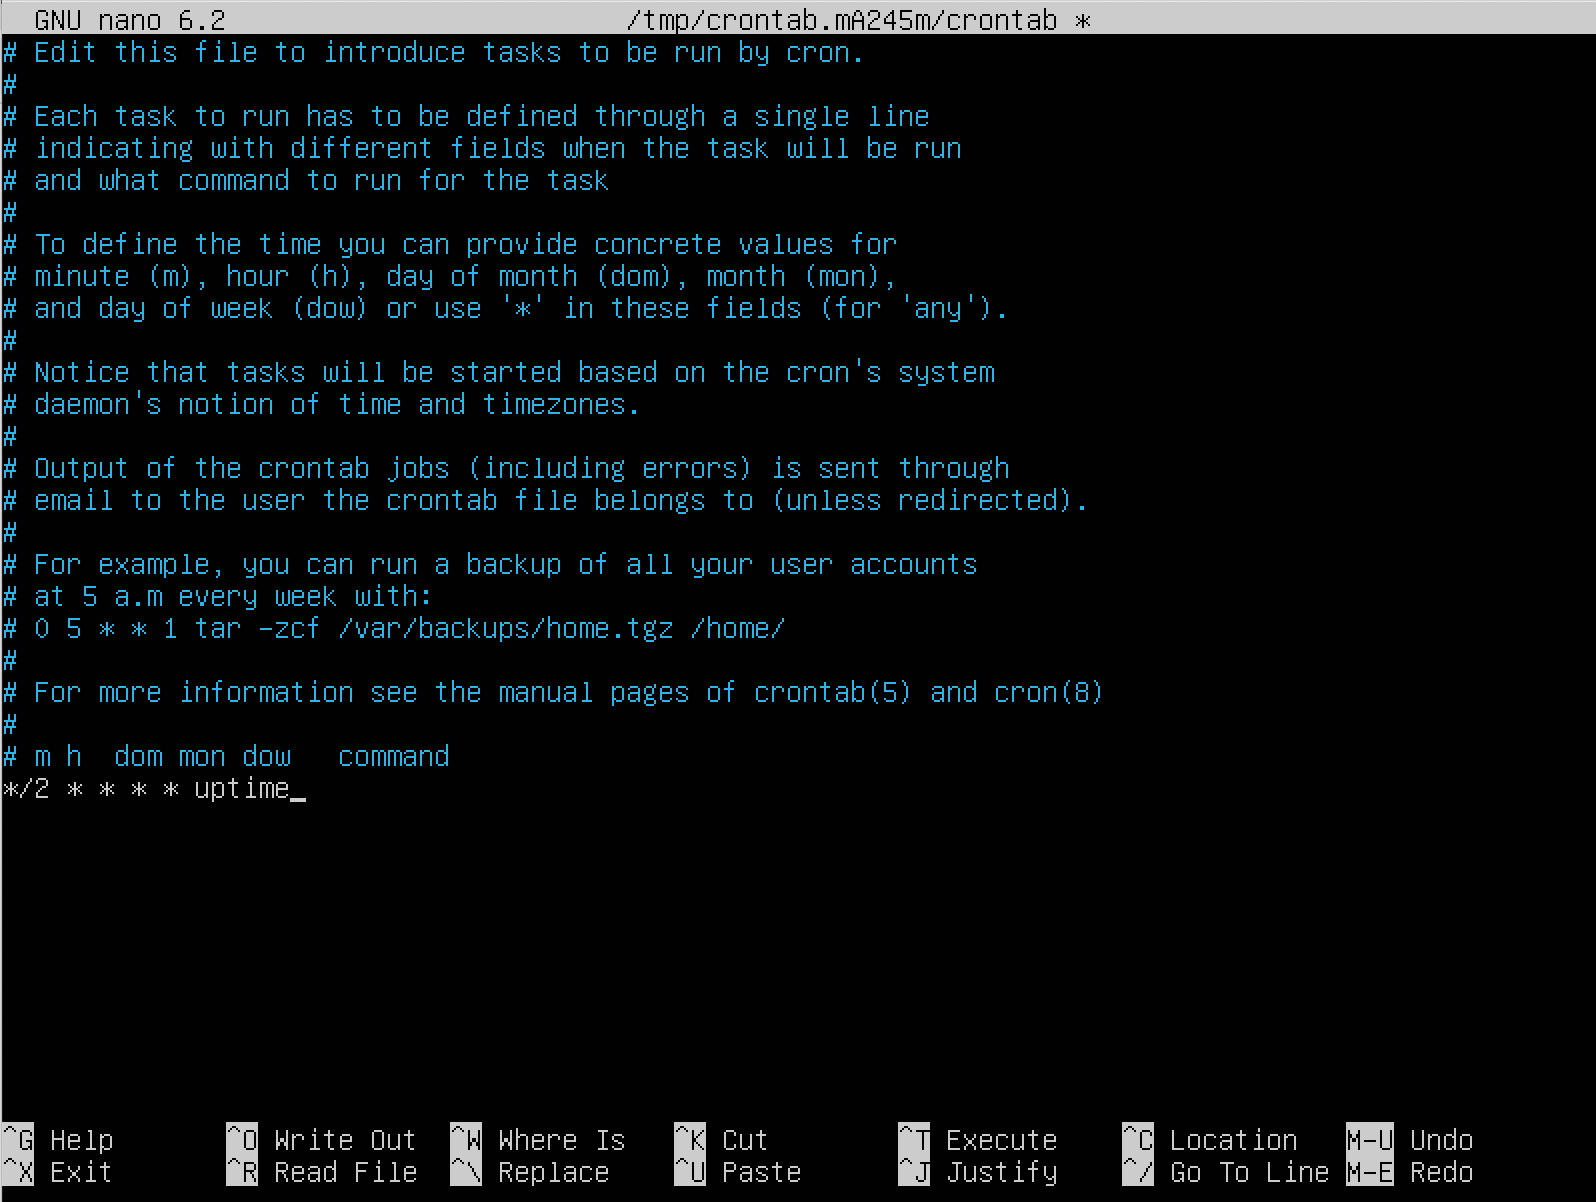 GNU nano 6.2 /tmp/crontab.mA245m/crontab *
# Edit this file to introduce tasks to be run by cron.
#
# Each task to run has to be defined through a single line
# indicating with different fields when the task will be run
# and what command to run for the task
#
# To define the time you can provide concrete values for
# minute (m), hour (h), day of month (dom), month (mon),
# and day of week (dow) or use '*' in these fields (for 'any').
#
# Notice that tasks will be started based on the cron's system
# daemon's notion of time and timezones.
#
# Output of the crontab jobs (including errors) is sent through
# email to the user the crontab file belongs to (unless redirected).
#
# For example, you can run a backup of all your user accounts
# at 5 a.m every week with:
# 0 5 * * 1 tar -zcf /var/backups/home.tgz /home/
#
# For more information see the manual pages of crontab(5) and cron(8)
#
# m h  dom mon dow   command
*/2 * * * * uptime_
^G Help ^O Write Out ^W Where Is ^K Cut ^T Execute ^C Location M-U Undo
^X Exit ^R Read File ^\ Replace ^U Paste ^J Justify ^/ Go To Line M-E Redo